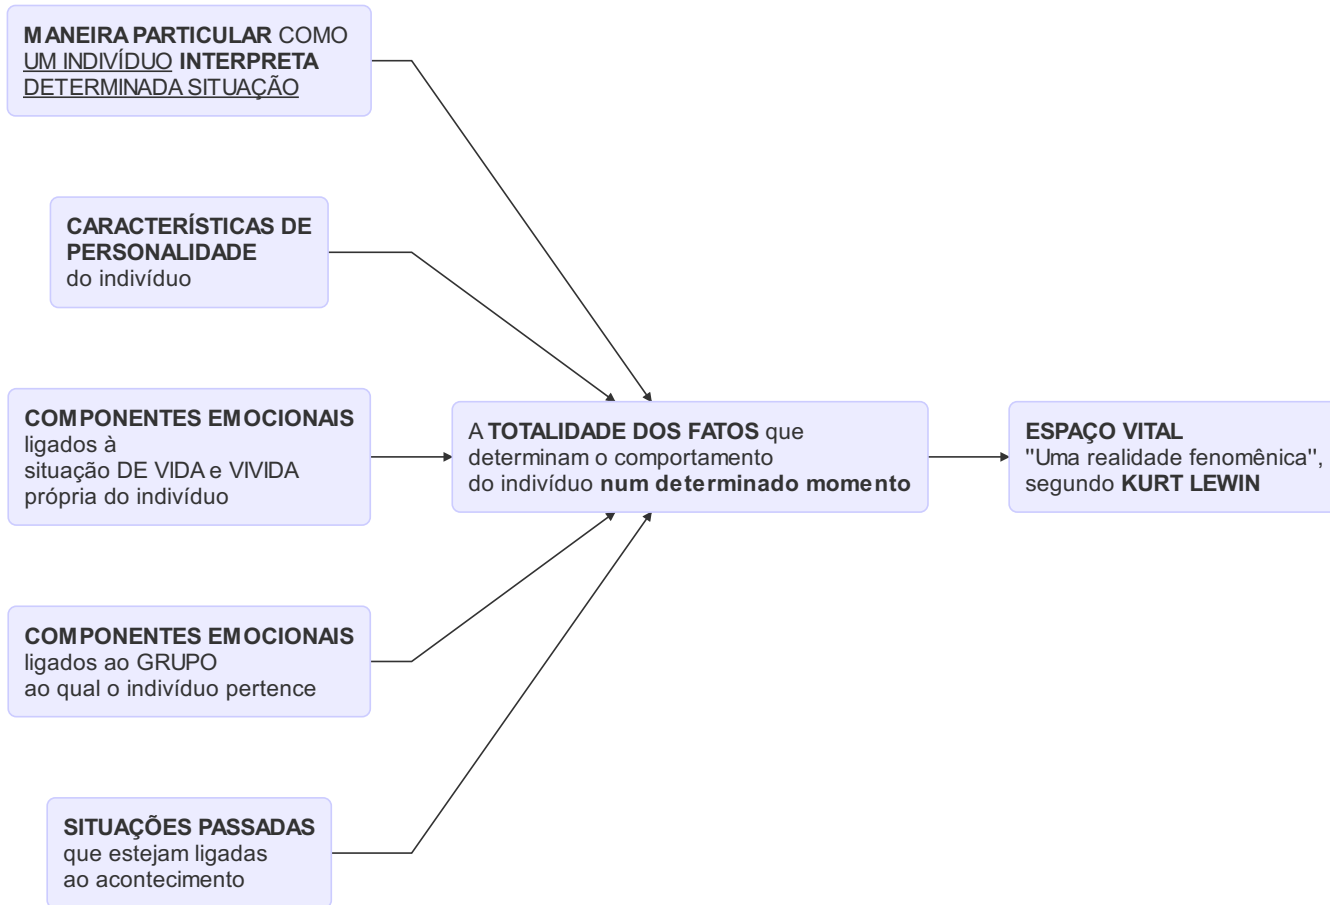 MANEIRA PARTICULAR COMO
UM INDIVÍDUO INTERPRETA
DETERMINADA SITUAÇÃO
CARACTERÍSTICAS DE
PERSONALIDADE
do indivíduo
COMPONENTES EMOCIONAIS
ligados à
situação DE VIDA e VIVIDA
própria do indivíduo
COMPONENTES EMOCIONAIS
ligados ao GRUPO
ao qual o indivíduo pertence
SITUAÇÕES PASSADAS
que estejam ligadas
ao acontecimento
A TOTALIDADE DOS FATOS que
determinam o comportamento
do indivíduo num determinado momento
ESPAÇO VITAL
"Uma realidade fenomênica",
segundo KURT LEWIN